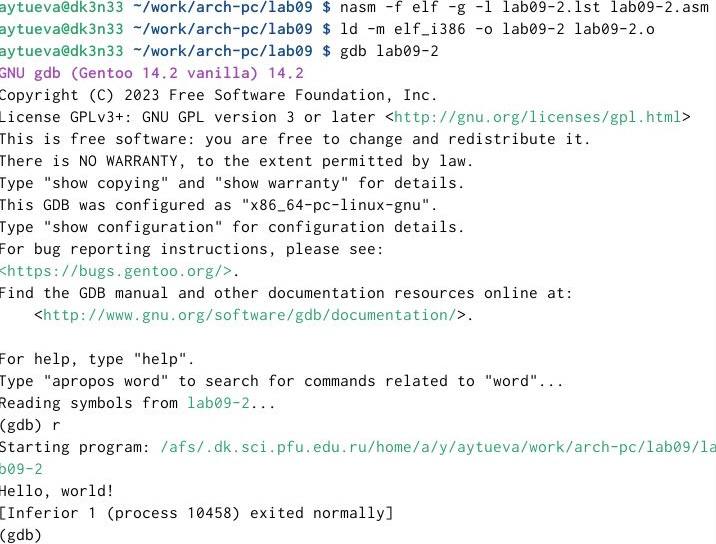 aytueva@dk3n33 ~/work/arch-pc/lab09 $ nasm -f elf -g -l lab09-2.lst lab09-2.asm
aytueva@dk3n33 ~/work/arch-pc/lab09 $ ld -m elf_i386 -o lab09-2 lab09-2.o
aytueva@dk3n33 ~/work/arch-pc/lab09 $ gdb lab09-2
GNU gdb (Gentoo 14.2 vanilla) 14.2
Copyright (C) 2023 Free Software Foundation, Inc.
License GPLv3+: GNU GPL version 3 or later <http://gnu.org/licenses/gpl.html>
This is free software: you are free to change and redistribute it.
There is NO WARRANTY, to the extent permitted by law.
Type "show copying" and "show warranty" for details.
This GDB was configured as "x86_64-pc-linux-gnu".
Type "show configuration" for configuration details.
For bug reporting instructions, please see:
<https://bugs.gentoo.org/>.
Find the GDB manual and other documentation resources online at:
    <http://www.gnu.org/software/gdb/documentation/>.

For help, type "help".
Type "apropos word" to search for commands related to "word"...
Reading symbols from lab09-2...
(gdb) r
Starting program: /afs/.dk.sci.pfu.edu.ru/home/a/y/aytueva/work/arch-pc/lab09/la
b09-2
Hello, world!
[Inferior 1 (process 10458) exited normally]
(gdb)